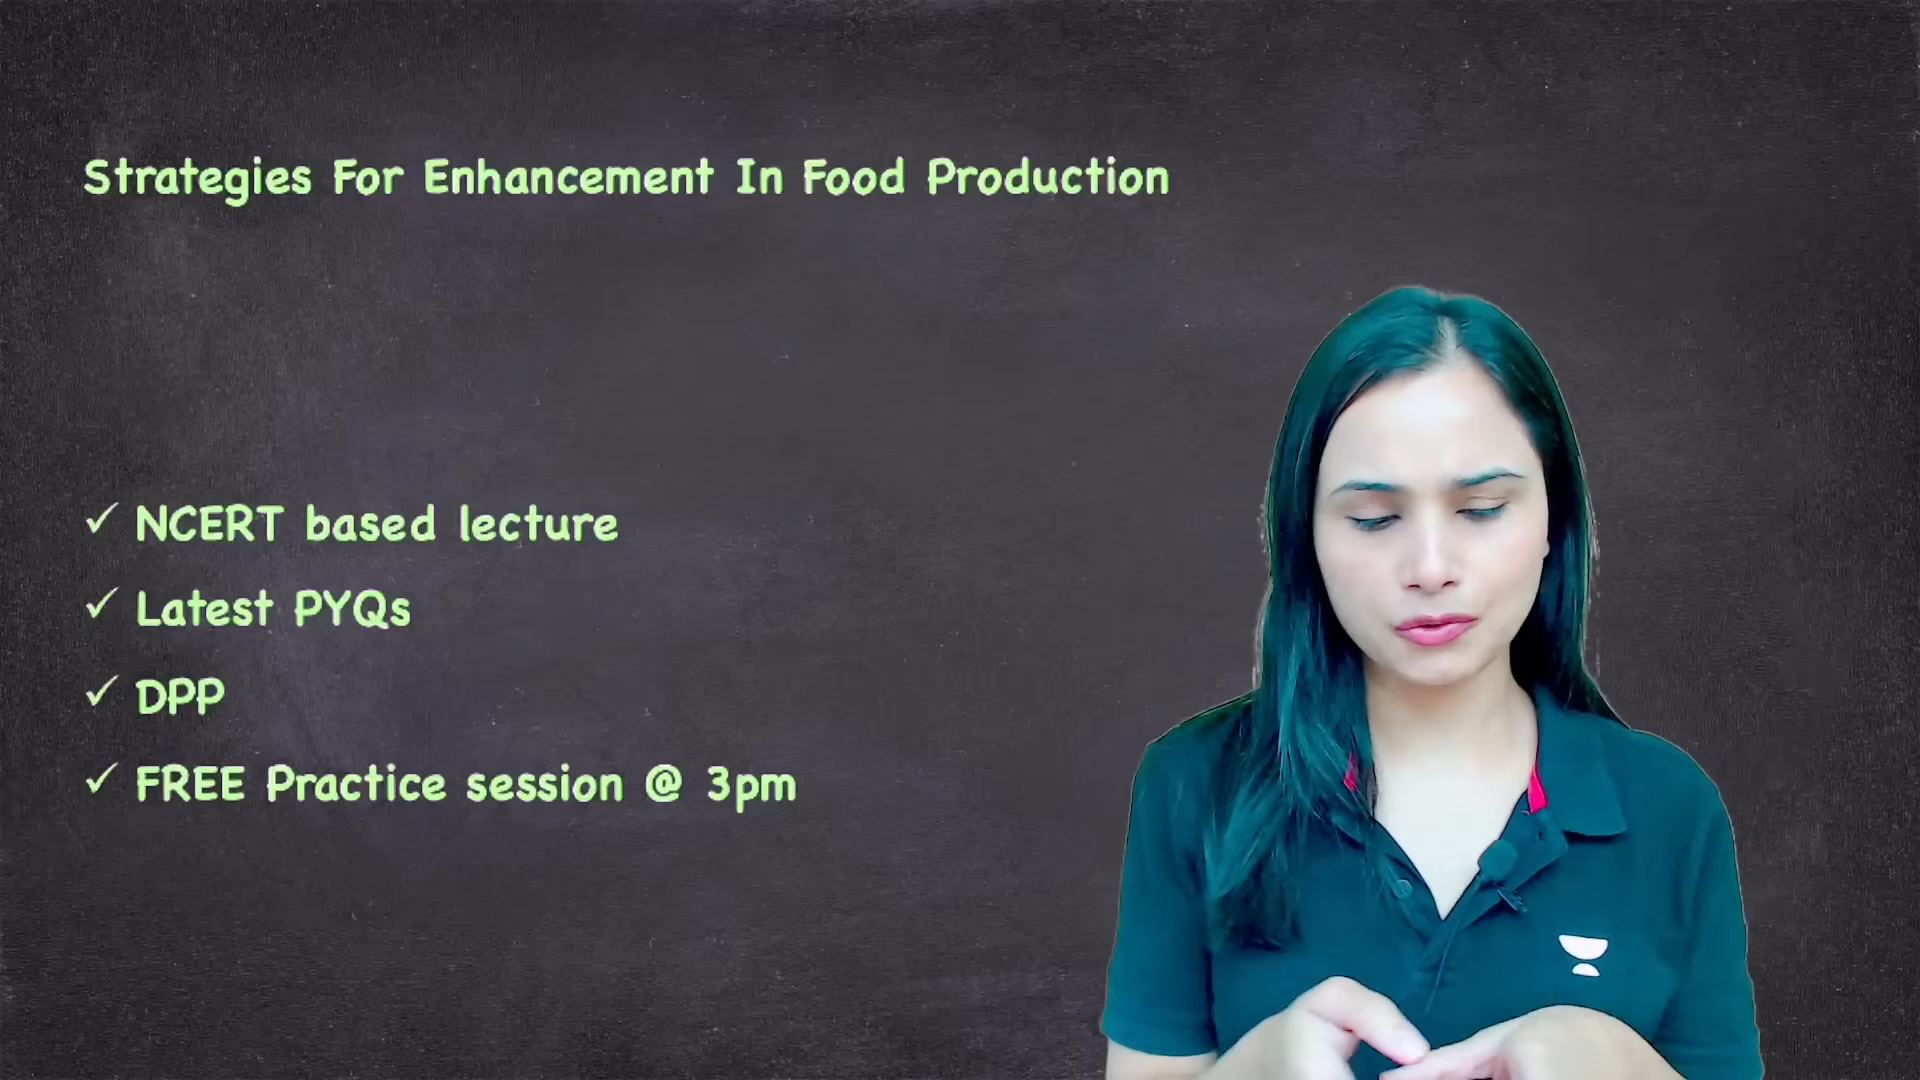 Strategies For Enhancement In Food Production
✓ NCERT based lecture
✓ Latest PYQs
✓ DPP
✓ FREE Practice session @ 3pm